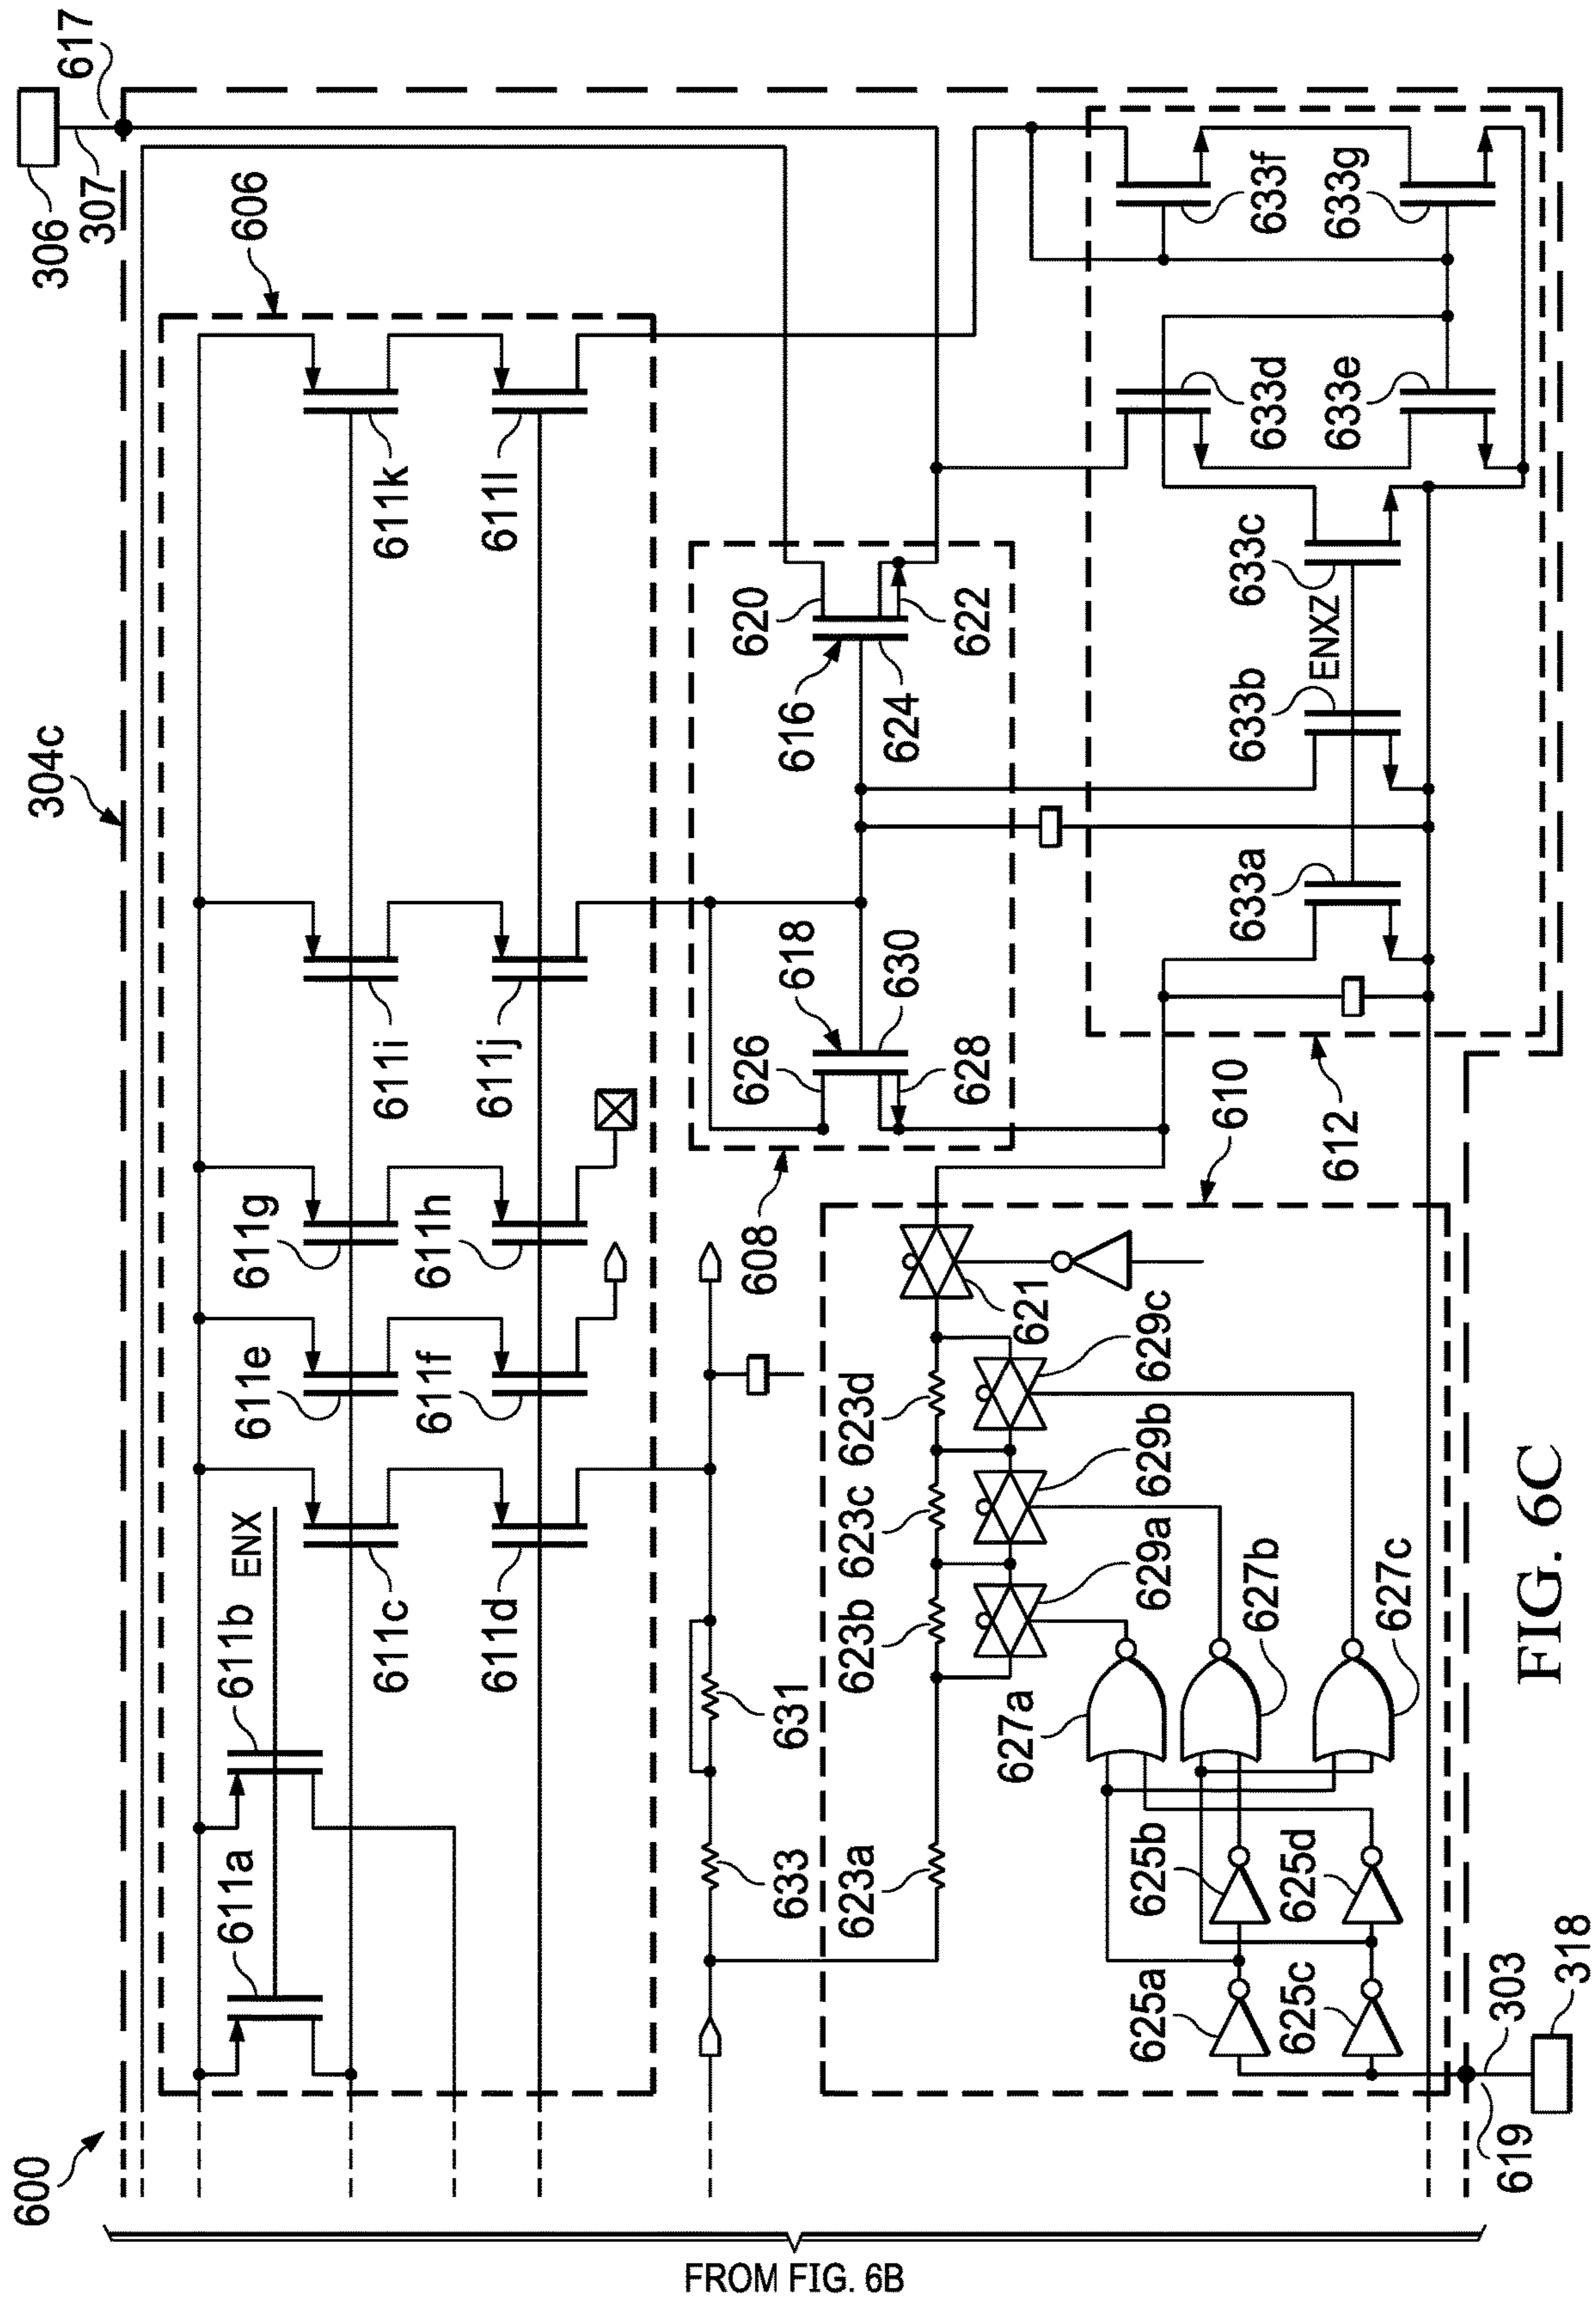 600
304c
306
307
617
606
611a
611b
ENX
611c
611d
611e
611f
611g
611h
611i
611j
611k
611l
633
631
608
626
618
630
628
616
620
624
622
623a
623b
623c
623d
621
629a
629b
629c
610
627a
627b
627c
625a
625b
625c
625d
612
633a
633b
ENXZ
633c
633d
633e
633f
633g
619
303
318
FROM FIG. 6B
FIG. 6C